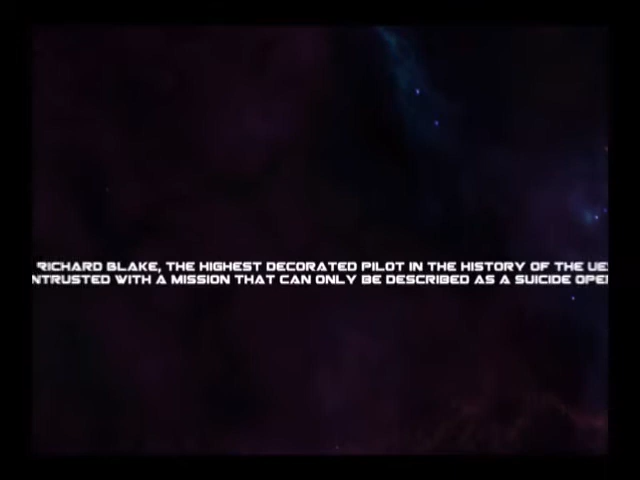 RICHARD BLAKE, THE HIGHEST DECORATED PILOT IN THE HISTORY OF THE
WITH A MISSION THAT CAN ONLY BE DESCRIBED AS A SUICIDE